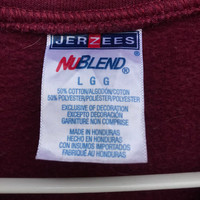 JERZEES
NUBLEND®
L G G
50% COTTON/ALGODÓN/COTON
50% POLYESTER/POLIÉSTER/POLYESTER
EXCLUSIVE OF DECORATION
EXCEPTO DECORACION
GARNITURE NON COMPRISE
MADE IN HONDURAS
HECHO EN HONDURAS
CON INSUMOS IMPORTADOS
FABRIQUÉ AU HONDURAS